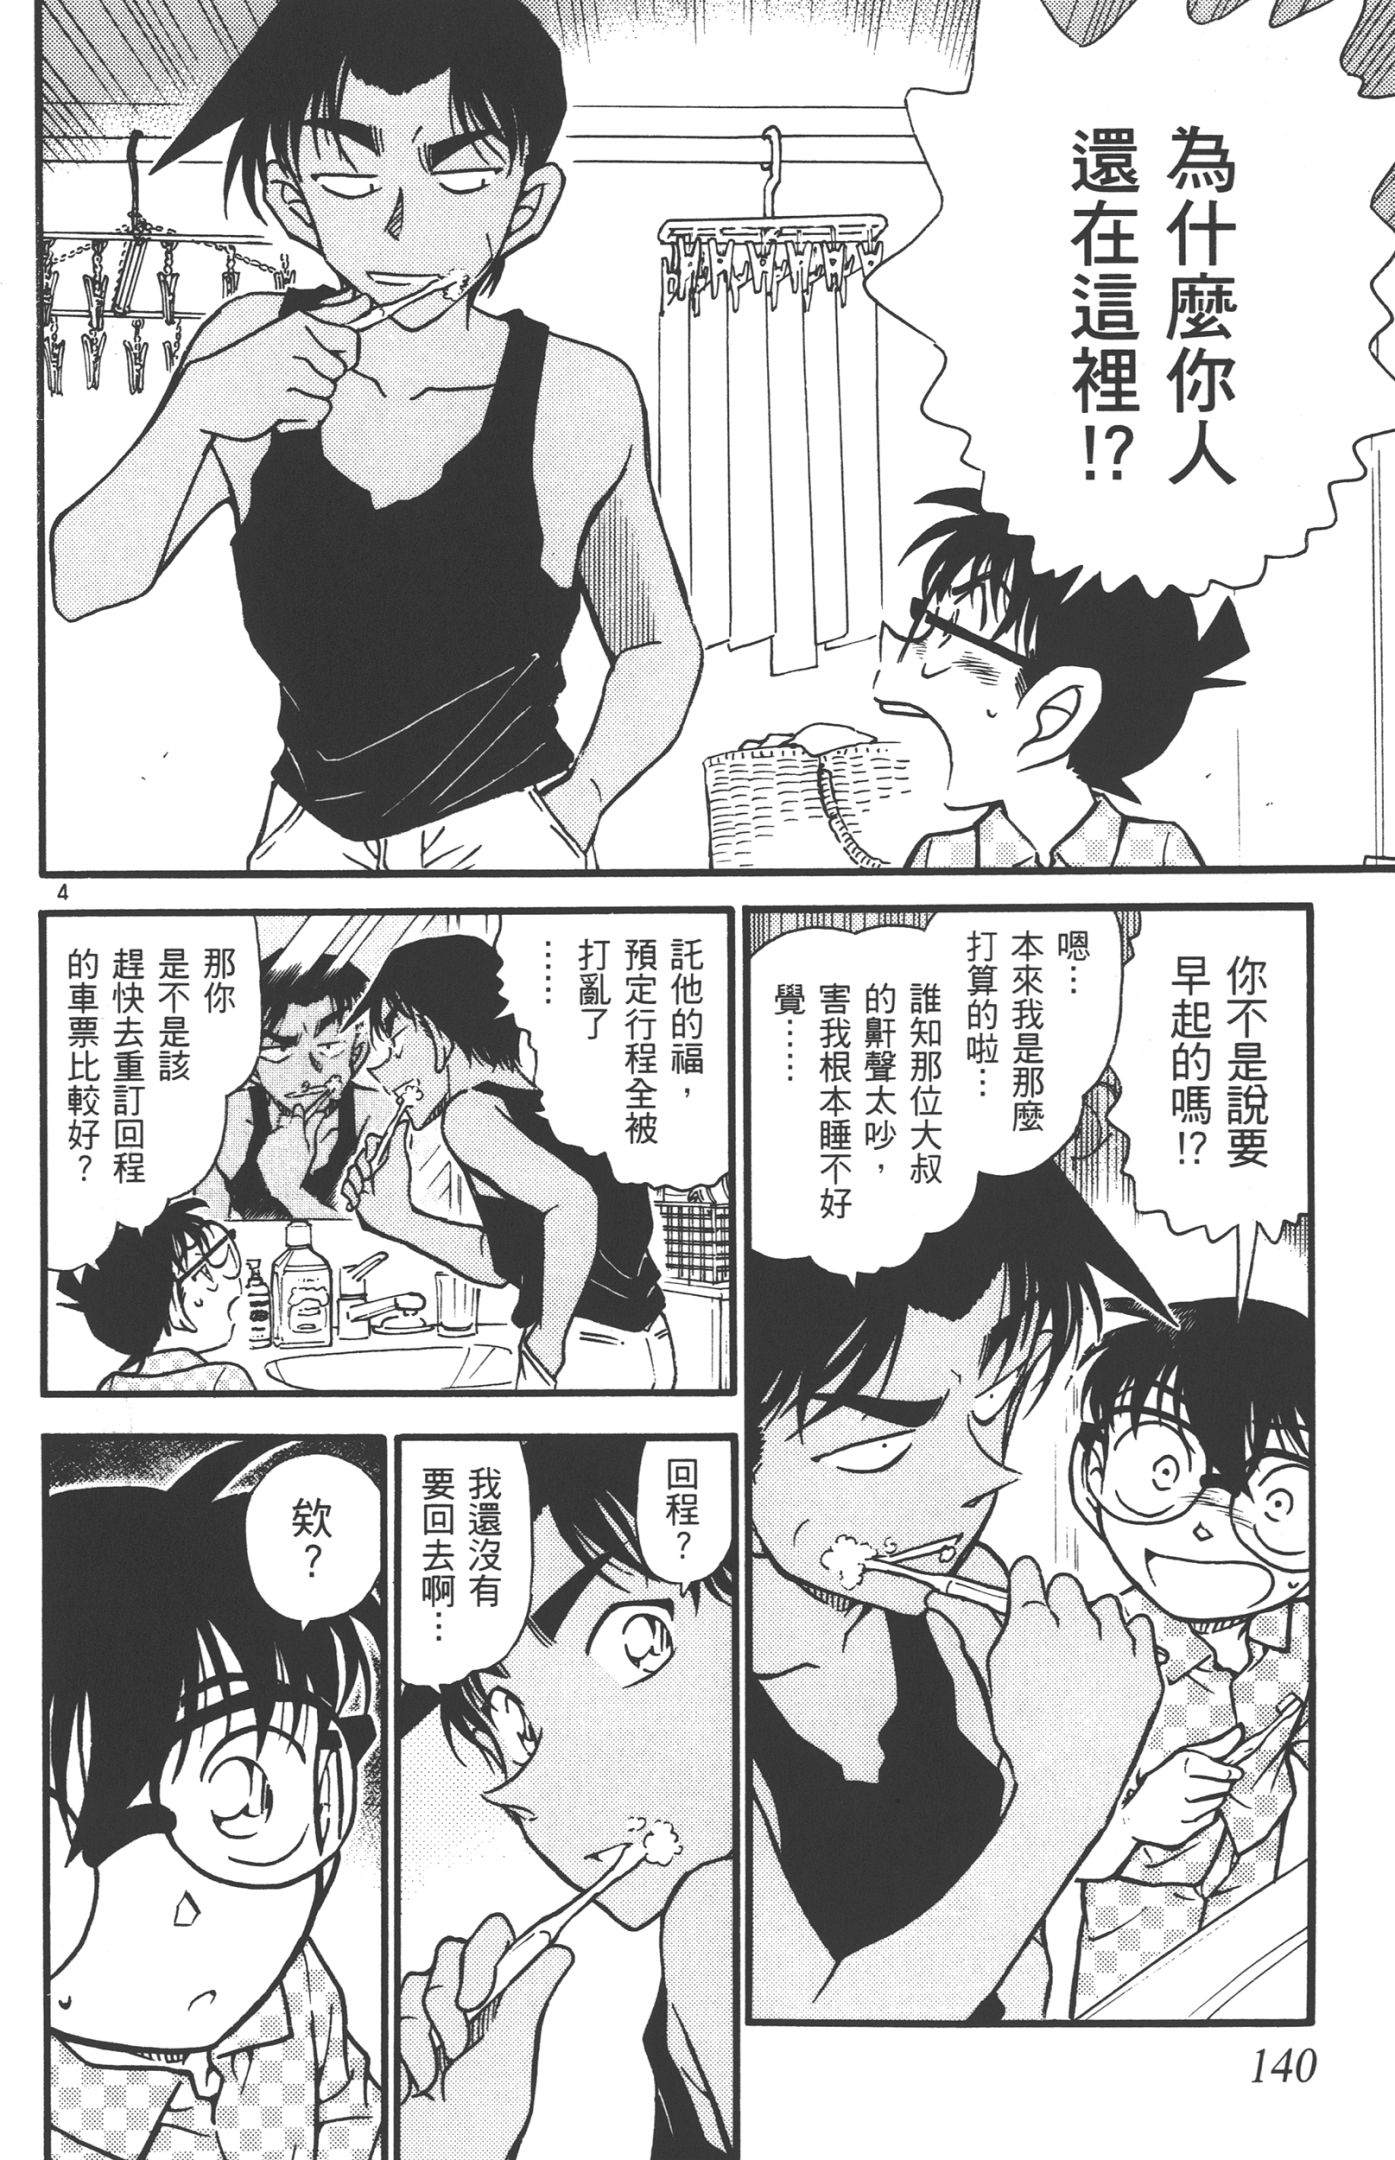 為什麼你人
還在這裡!?
4
你不是說要
早起的嗎!?
嗯…
本來我是那麼
打算的啦…
誰知那位大叔
的鼾聲太吵，
害我根本睡不好
覺……
託他的福，
預定行程全被
打亂了
……
那你
是不是該
趕快去重訂回程
的車票比較好？
回程？
我還沒有
要回去啊…
欸？
140